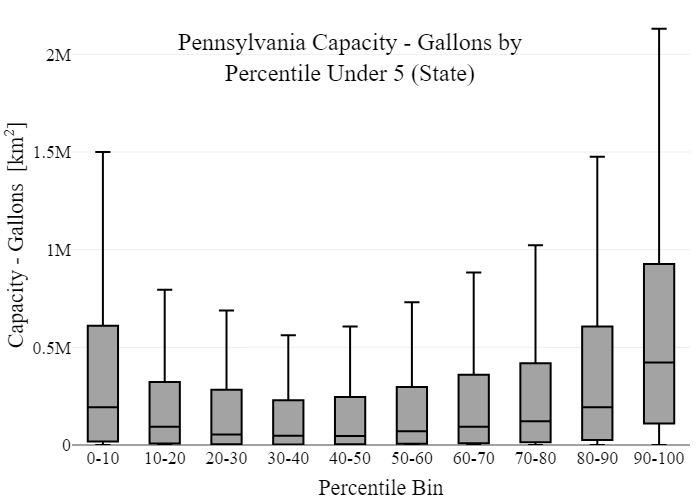 Pennsylvania Capacity - Gallons by
Percentile Under 5 (State)
Capacity - Gallons [km²]
2M
1.5M
1M
0.5M
0
0-10 10-20 20-30 30-40 40-50 50-60 60-70 70-80 80-90 90-100
Percentile Bin